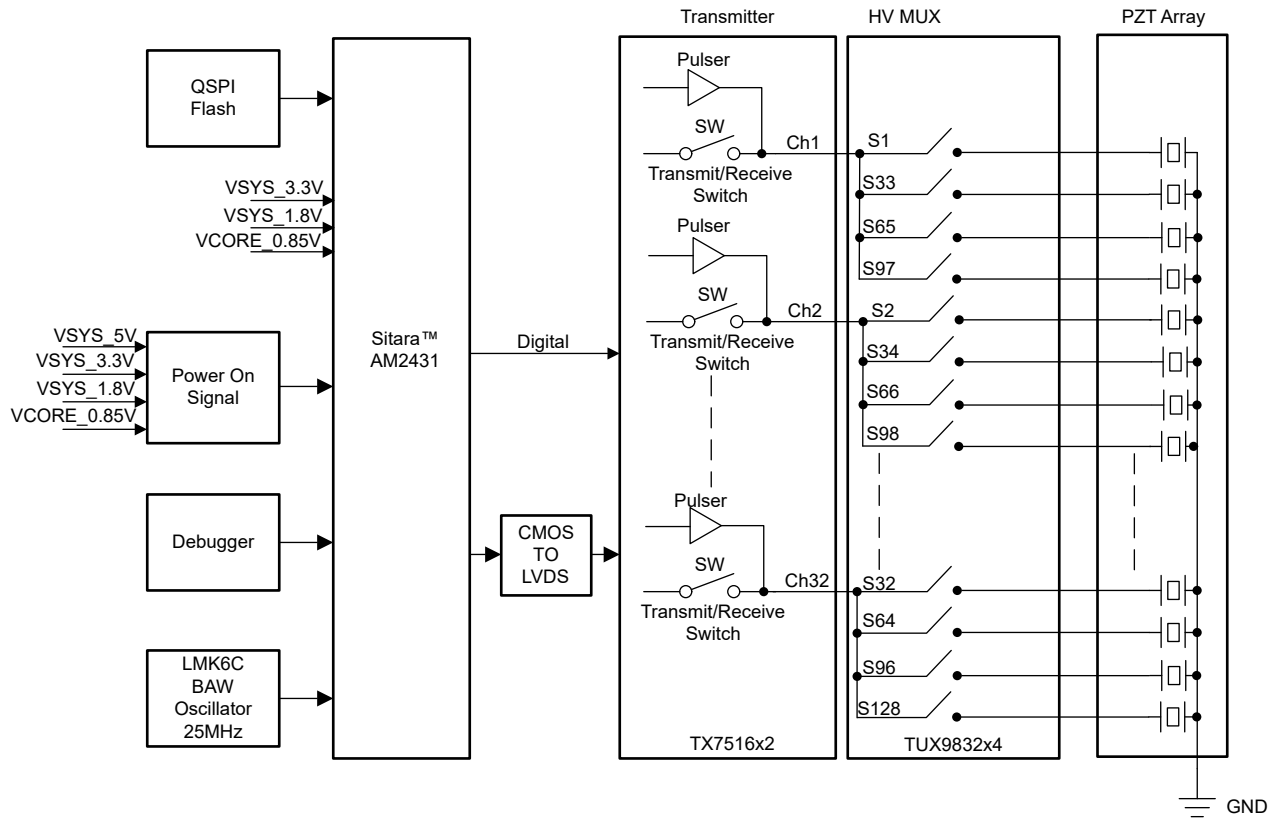 Transmitter
HV MUX
PZT Array
QSPI
Flash
VSYS_3.3V
VSYS_1.8V
VCORE_0.85V
VSYS_5V
VSYS_3.3V
VSYS_1.8V
VCORE_0.85V
Power On
Signal
Debugger
LMK6C
BAW
Oscillator
25MHz
Sitara™
AM2431
Digital
CMOS
TO
LVDS
Pulser
SW
Ch1
Transmit/Receive
Switch
Pulser
SW
Ch2
Transmit/Receive
Switch
Pulser
SW
Ch32
Transmit/Receive
Switch
TX7516x2
S1
S33
S65
S97
S2
S34
S66
S98
S32
S64
S96
S128
TUX9832x4
GND